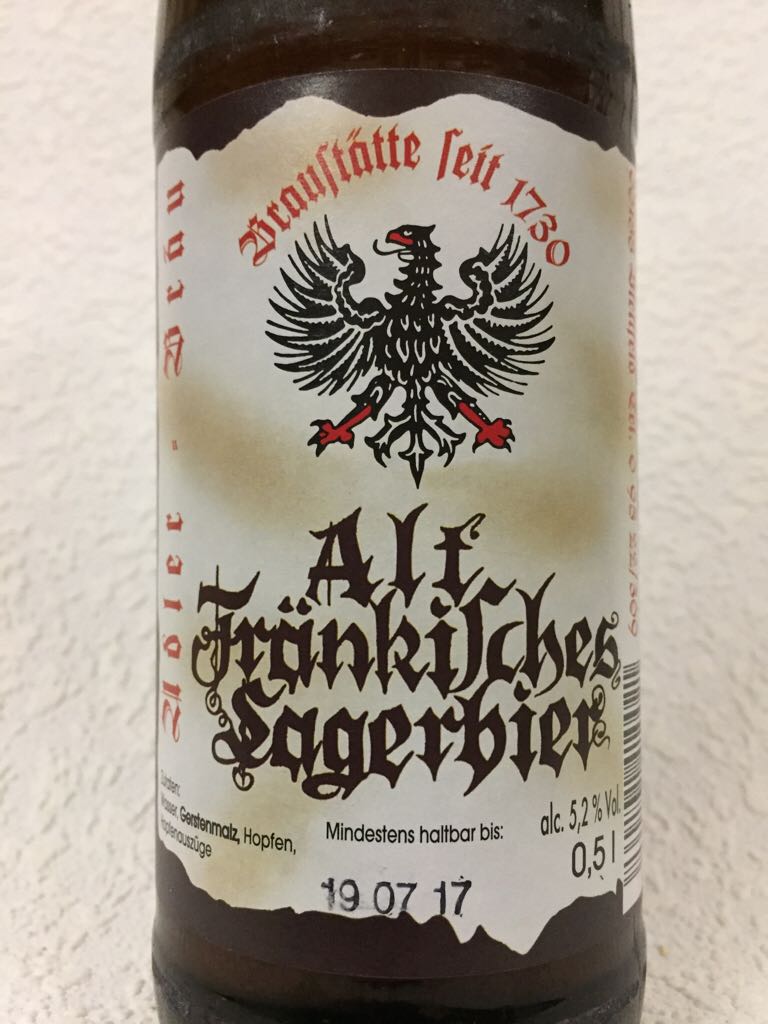 Braustätte seit 1730
Adler - Bräu
Alt
Fränkisches
Lagerbier
Zutaten:
Wasser, Gerstenmalz, Hopfen,
Hopfenauszüge
Mindestens haltbar bis:
19 07 17
alc. 5,2 % Vol.
0,5 l